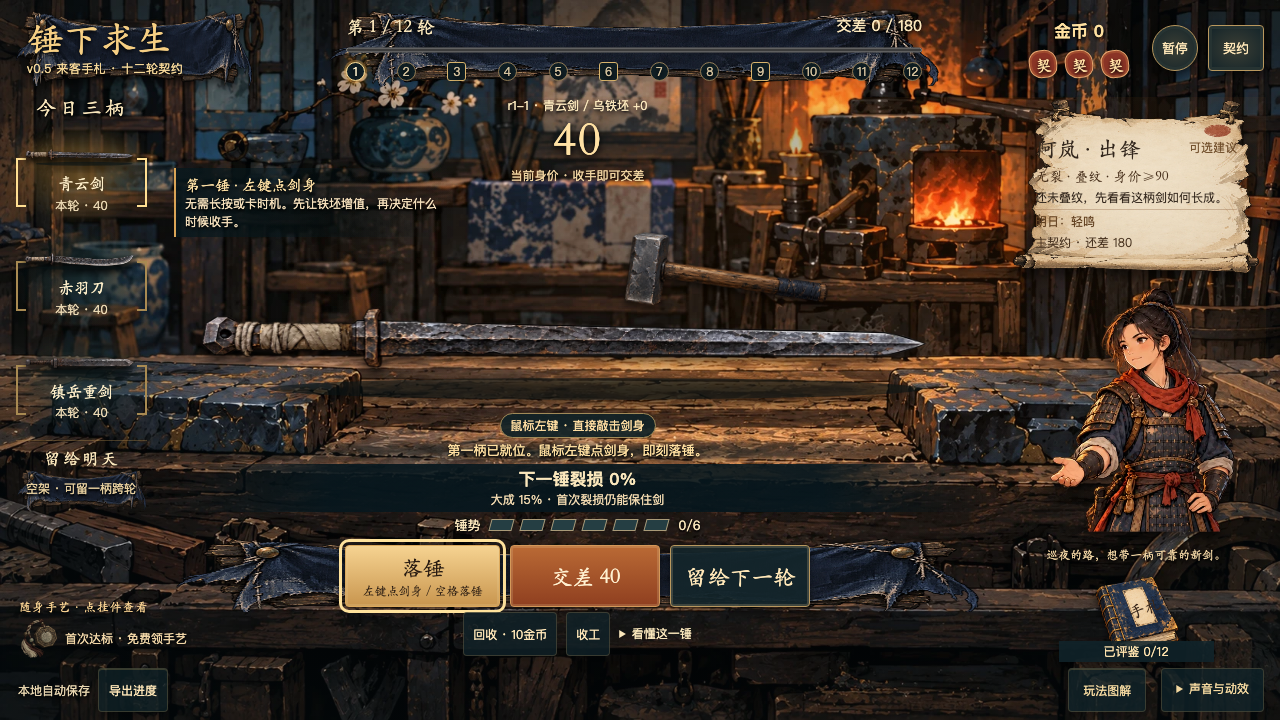 锤下求生
v0.5 来客手札 · 十二轮契约
第 1 / 12 轮
交差 0 / 180
1 2 3 4 5 6 7 8 9 10 11 12
金币 0
契 契 契
暂停
契约
今日三柄
青云剑
本轮 · 40
赤羽刀
本轮 · 40
镇岳重剑
本轮 · 40
留给明天
空架 · 可留一柄跨轮
第一锤 · 左键点剑身
无需长按或卡时机。先让铁坯增值，再决定什么
时候收手。
r1-1 · 青云剑 / 乌铁坯 +0
40
当前身价 · 收手即可交差
阿岚 · 出锋
可选建议
无裂 · 叠纹 · 身价≥90
还未叠纹，先看看这柄剑如何长成。
明日：轻鸣
主契约 · 还差 180
鼠标左键 · 直接敲击剑身
第一柄已就位。鼠标左键点剑身，即刻落锤。
下一锤裂损 0%
大成 15% · 首次裂损仍能保住剑
锤势
0/6
落锤
左键点剑身 / 空格落锤
交差 40
留给下一轮
回收 · 10金币
收工
看懂这一锤
巡夜的路，想带一柄可靠的新剑。
随身手艺 · 点挂件查看
首次达标 · 免费领手艺
本地自动保存
导出进度
手
已评鉴 0/12
玩法图解
声音与动效